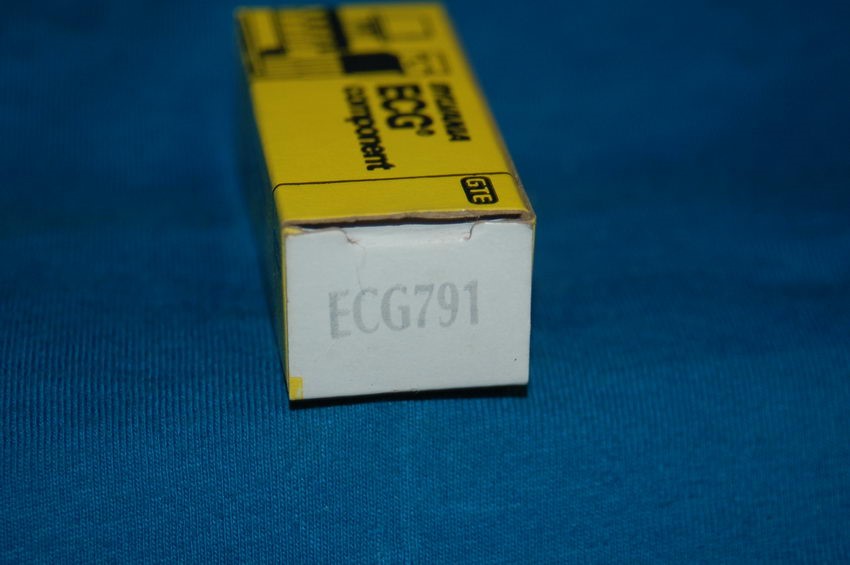 SYLVANIA
ECG®
component
GTE
ECG791